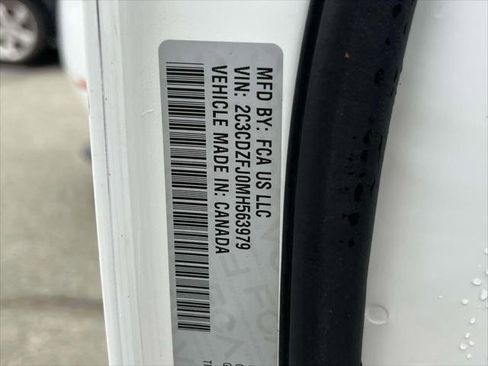 MFD BY: FCA US LLC
VIN: 2C3CDZFJ0MH563979
VEHICLE MADE IN: CANADA